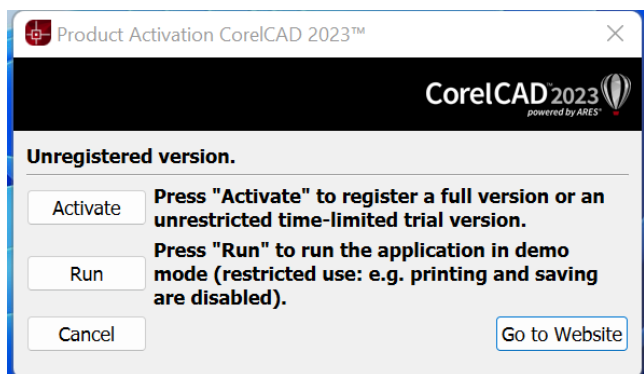 Product Activation CorelCAD 2023™
CorelCAD™2023
powered by ARES®
Unregistered version.
Activate
Press "Activate" to register a full version or an
unrestricted time-limited trial version.
Run
Press "Run" to run the application in demo
mode (restricted use: e.g. printing and saving
are disabled).
Cancel
Go to Website